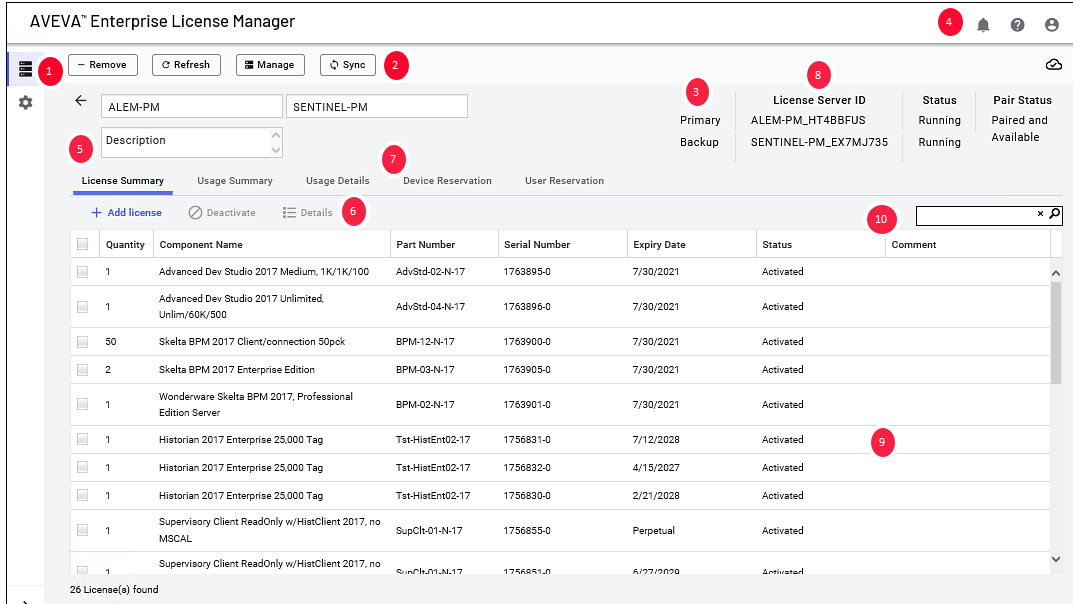 AVEVA™ Enterprise License Manager
4
1
Remove
Refresh
Manage
Sync
2
ALEM-PM
SENTINEL-PM
Description
5
3
8
License Server ID
Status
Pair Status
Primary
ALEM-PM_HT4BBFUS
Running
Paired and
Available
Backup
SENTINEL-PM_EX7MJ735
Running
7
License Summary
Usage Summary
Usage Details
Device Reservation
User Reservation
Add license
Deactivate
Details
6
10
Quantity Component Name Part Number Serial Number Expiry Date Status Comment
1 Advanced Dev Studio 2017 Medium, 1K/1K/100 AdvStd-02-N-17 1763895-0 7/30/2021 Activated
1 Advanced Dev Studio 2017 Unlimited, AdvStd-04-N-17 1763896-0 7/30/2021 Activated
Unlim/60K/500
50 Skelta BPM 2017 Client/connection 50pck BPM-12-N-17 1763900-0 7/30/2021 Activated
2 Skelta BPM 2017 Enterprise Edition BPM-03-N-17 1763905-0 7/30/2021 Activated
1 Wonderware Skelta BPM 2017, Professional BPM-02-N-17 1763901-0 7/30/2021 Activated
Edition Server
1 Historian 2017 Enterprise 25,000 Tag Tst-HistEnt02-17 1756831-0 7/12/2028 Activated
9
1 Historian 2017 Enterprise 25,000 Tag Tst-HistEnt02-17 1756832-0 4/15/2027 Activated
1 Historian 2017 Enterprise 25,000 Tag Tst-HistEnt02-17 1756830-0 2/21/2028 Activated
1 Supervisory Client ReadOnly w/HistClient 2017, no SupClt-01-N-17 1756855-0 Perpetual Activated
MSCAL
1 Supervisory Client ReadOnly w/HistClient 2017, no SupClt-01-N-17 1756851-0 6/27/2029 Activated
26 License(s) found